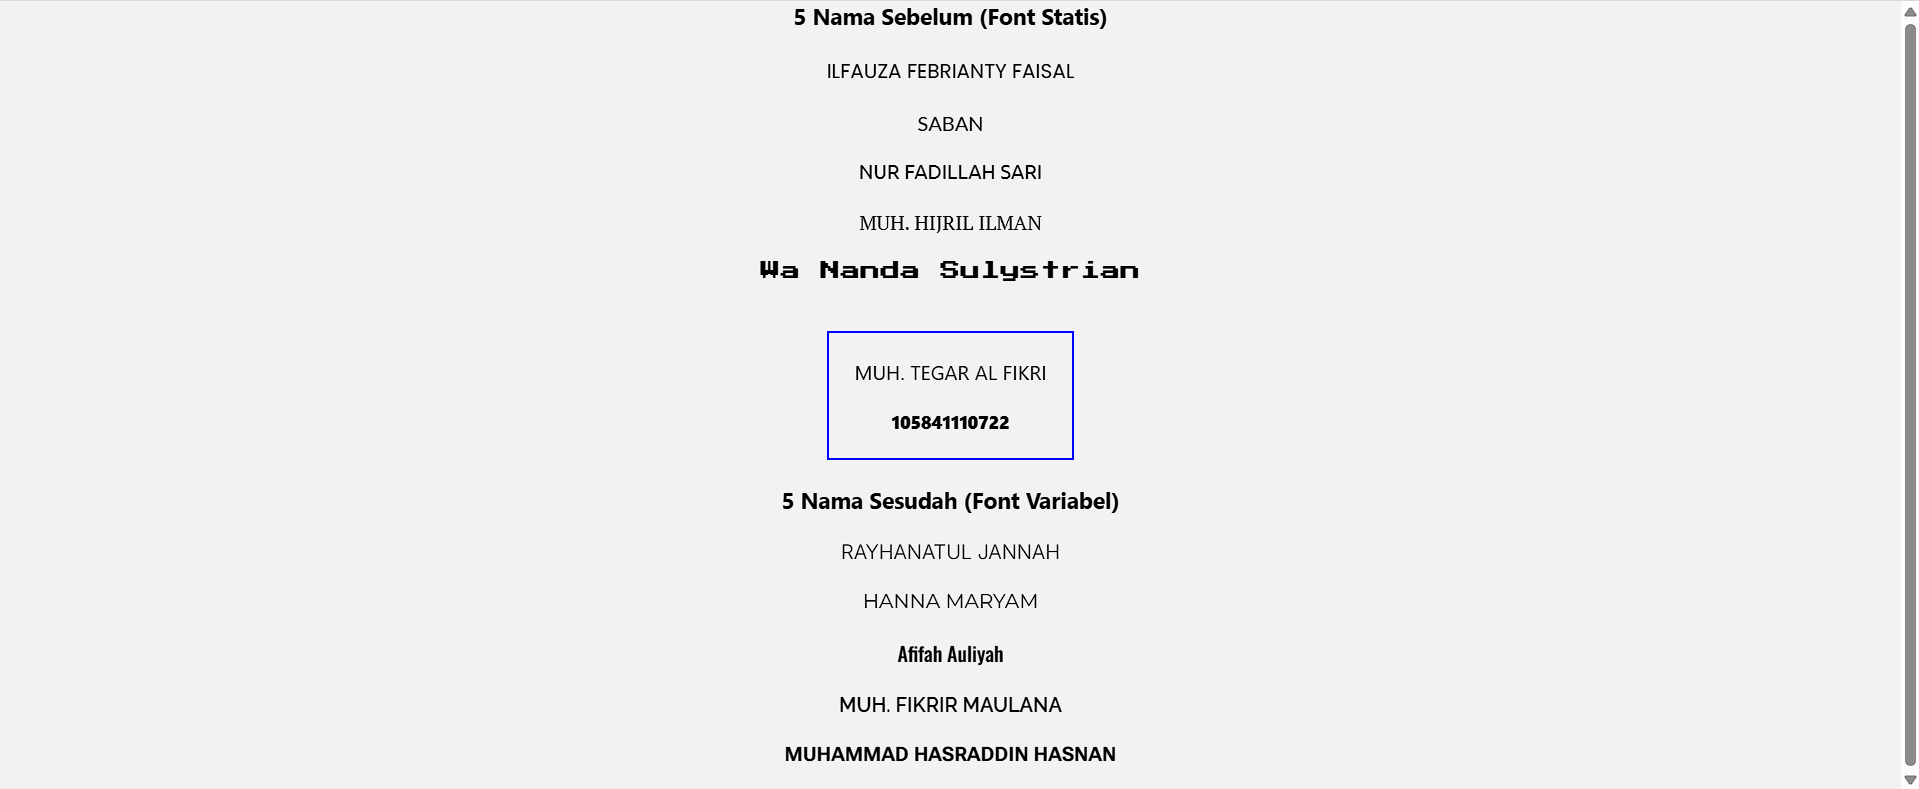 5 Nama Sebelum (Font Statis)
ILFAUZA FEBRIANTY FAISAL
SABAN
NUR FADILLAH SARI
MUH. HIJRIL ILMAN
Wa Nanda Sulystrian
MUH. TEGAR AL FIKRI
105841110722
5 Nama Sesudah (Font Variabel)
RAYHANATUL JANNAH
HANNA MARYAM
Afifah Auliyah
MUH. FIKRIR MAULANA
MUHAMMAD HASRADDIN HASNAN